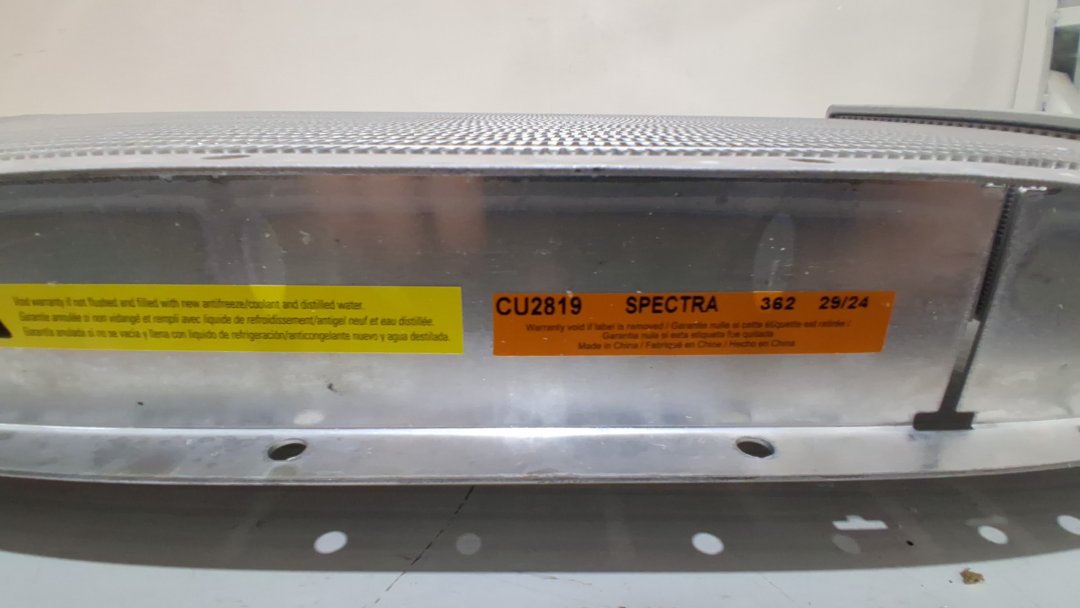 Void warranty if not flushed and filled with new antifreeze/coolant and distilled water.
Garantie annulée si non vidangé et rempli avec liquide de refroidissement/antigel neuf et eau distillée.
Garantía anulada si no se vacía y llena con líquido de refrigeración/anticongelante nuevo y agua destilada.
CU2819 SPECTRA 362 29/24
Warranty void if label is removed / Garantie nulle si cette étiquette est retirée /
Garantie nula si esta etiqueta fue quitada
Made in China / Fabriqué en Chine / Hecho en China